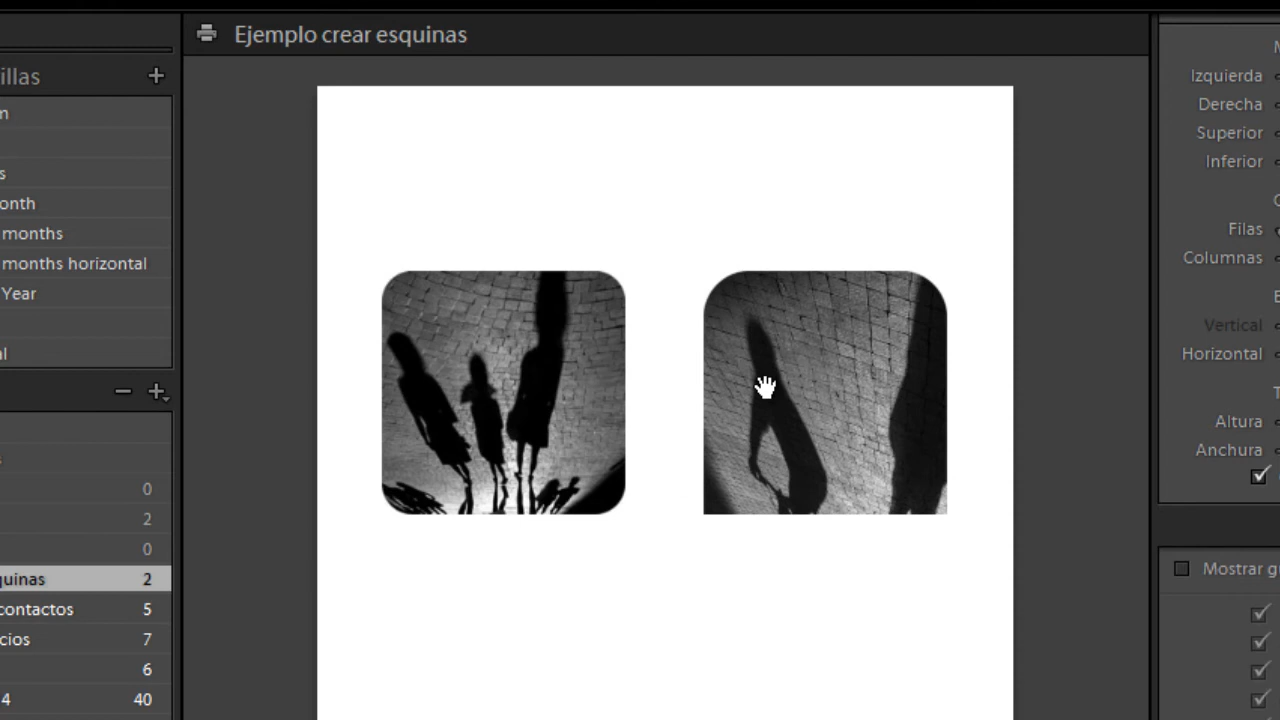 Ejemplo crear esquinas
illas
n
s
onth
months
months horizontal
Year
l
0
2
0
quinas 2
contactos 5
cios 7
6
4 40
Izquierda
Derecha
Superior
Inferior
Filas
Columnas
Vertical
Horizontal
Altura
Anchura
Mostrar g